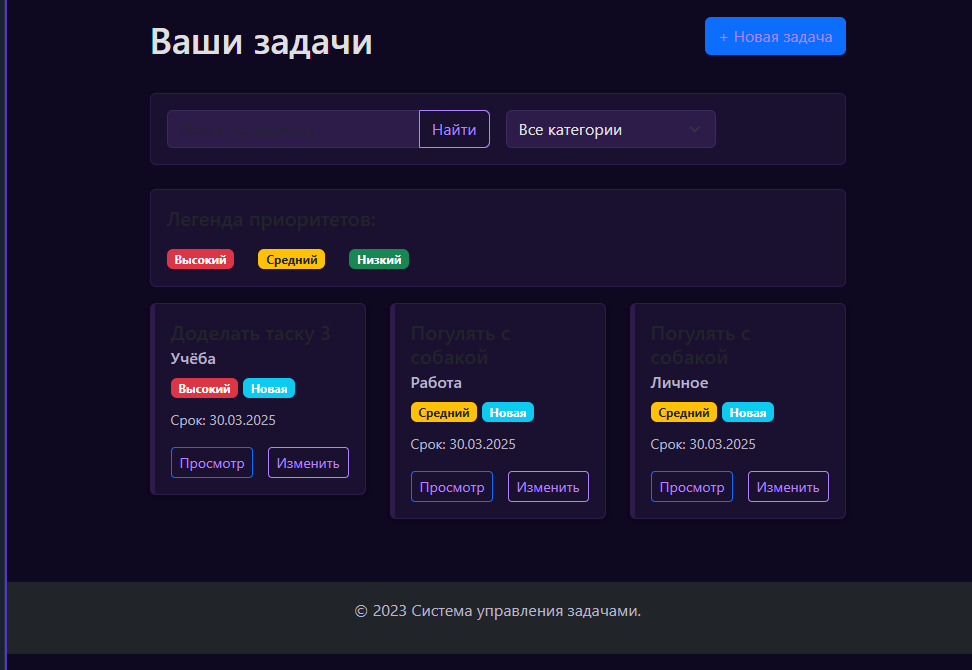 Ваши задачи
+ Новая задача
Найти
Все категории
Легенда приоритетов:
Высокий Средний Низкий
Доделать таску 3
Учёба
Высокий Новая
Срок: 30.03.2025
Просмотр Изменить
Погулять с
собакой
Работа
Средний Новая
Срок: 30.03.2025
Просмотр Изменить
Погулять с
собакой
Личное
Средний Новая
Срок: 30.03.2025
Просмотр Изменить
© 2023 Система управления задачами.